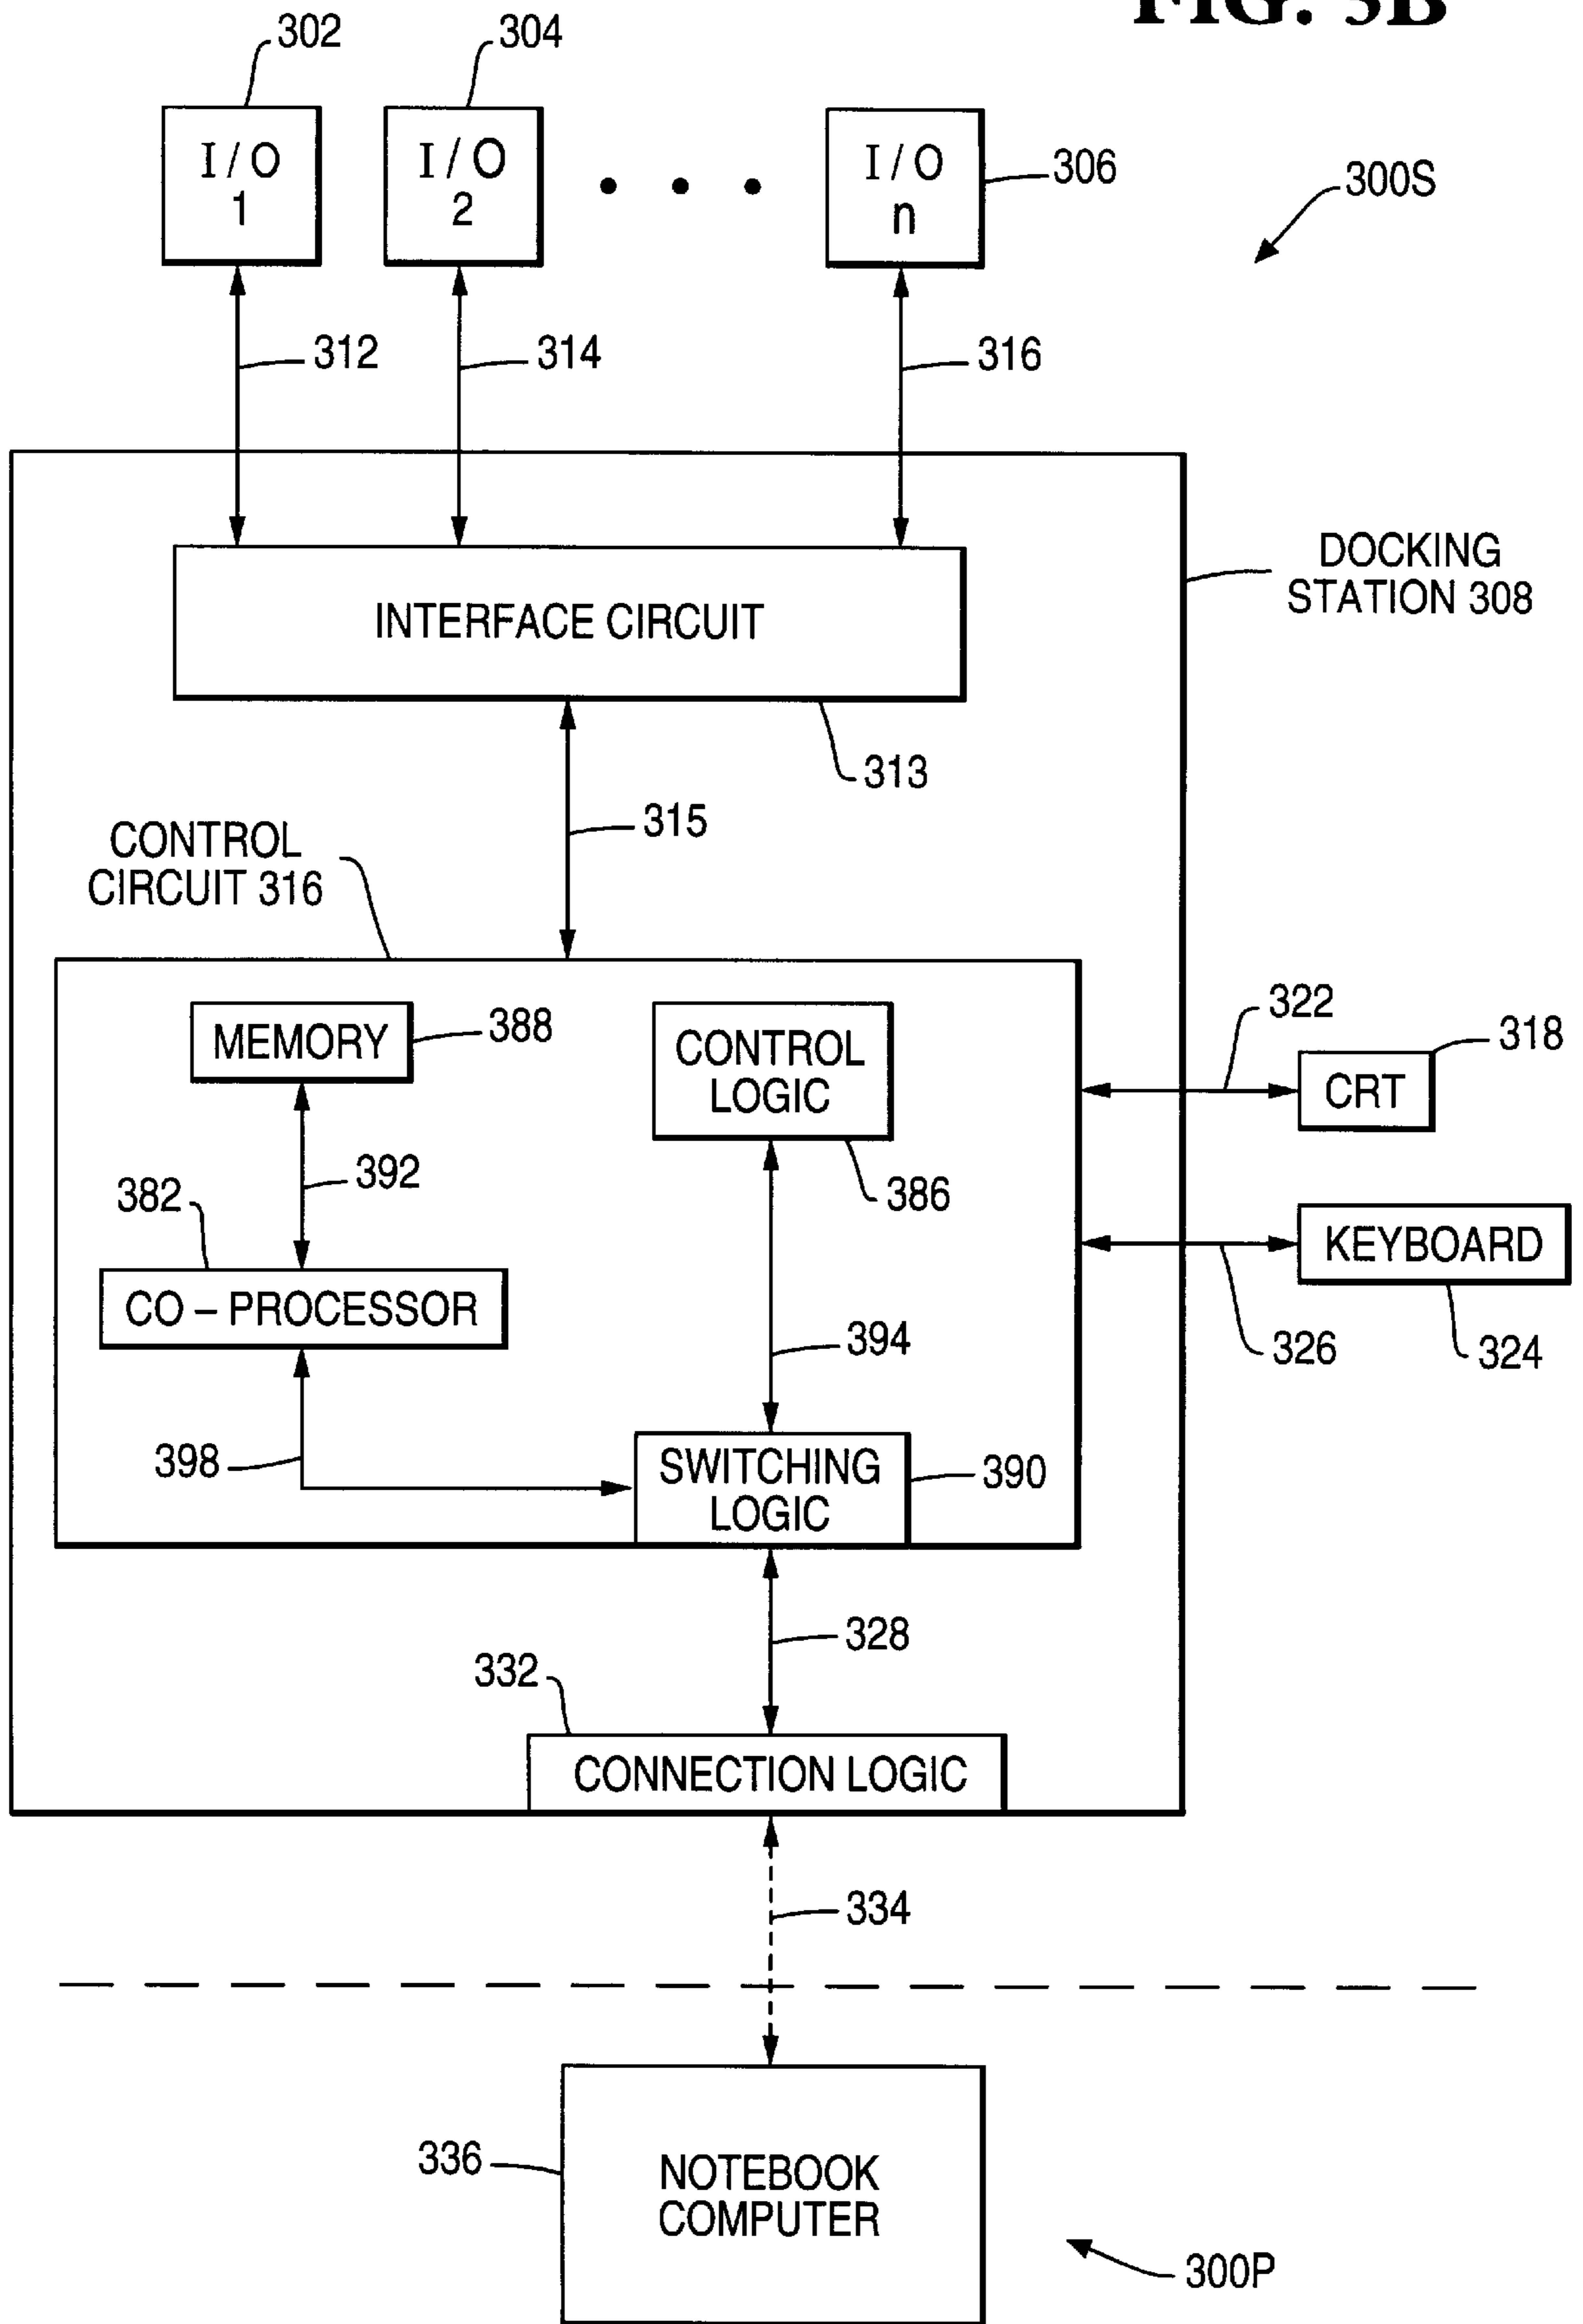 FIG. 3B
302
304
I/O
1
I/O
2
• • •
I/O
n
306
300S
312
314
316
DOCKING
STATION 308
INTERFACE CIRCUIT
313
315
CONTROL
CIRCUIT 316
MEMORY
388
CONTROL
LOGIC
322
318
CRT
392
386
382
CO – PROCESSOR
KEYBOARD
394
326
324
398
SWITCHING
LOGIC
390
328
332
CONNECTION LOGIC
334
336
NOTEBOOK
COMPUTER
300P